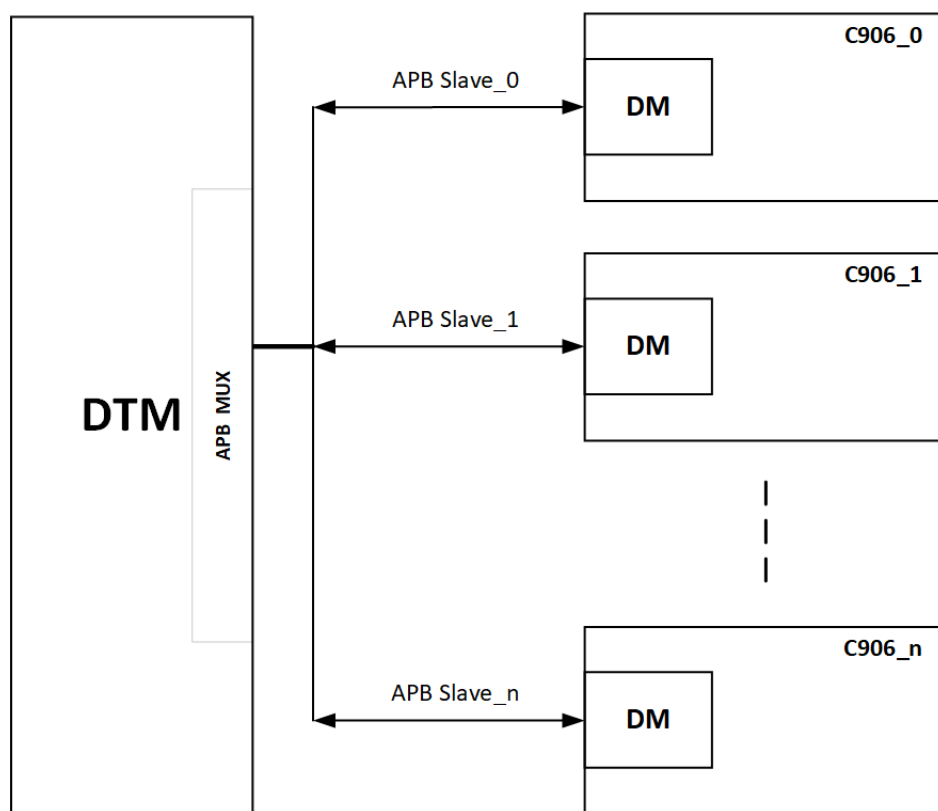 C906_0
APB Slave_0
DM
C906_1
APB Slave_1
DM
DTM
APB MUX
C906_n
APB Slave_n
DM